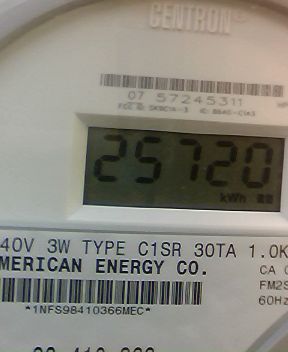 CENTRON®
07 57245311
25720
kWh
40V 3W TYPE C1SR 30TA 1.0K
MERICAN ENERGY CO.
CA
FM2S
60Hz
*1NFS98410366MEC*